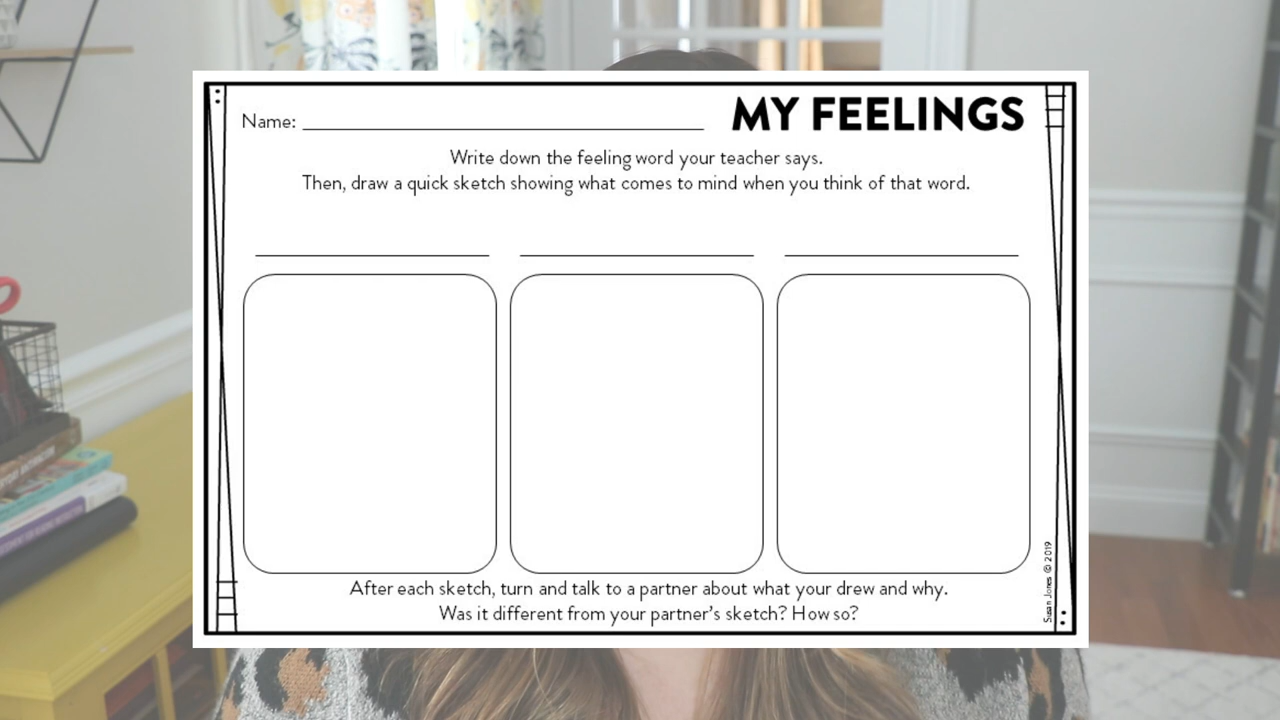 Name:
MY FEELINGS
Write down the feeling word your teacher says.
Then, draw a quick sketch showing what comes to mind when you think of that word.
After each sketch, turn and talk to a partner about what your drew and why.
Was it different from your partner's sketch? How so?
Susan Jones © 2019